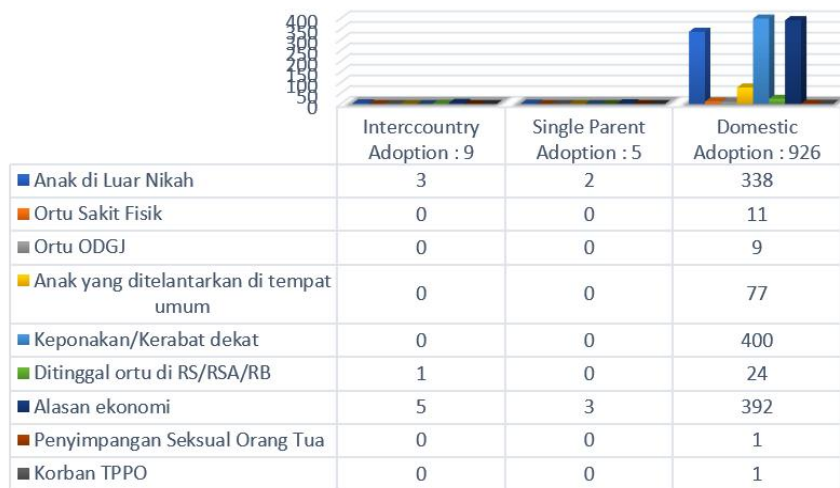 400
350
300
250
200
150
100
50
0
Interccountry Adoption : 9
Single Parent Adoption : 5
Domestic Adoption : 926
Anak di Luar Nikah 3 2 338
Ortu Sakit Fisik 0 0 11
Ortu ODGJ 0 0 9
Anak yang ditelantarkan di tempat umum 0 0 77
Keponakan/Kerabat dekat 0 0 400
Ditinggal ortu di RS/RSA/RB 1 0 24
Alasan ekonomi 5 3 392
Penyimpangan Seksual Orang Tua 0 0 1
Korban TPPO 0 0 1